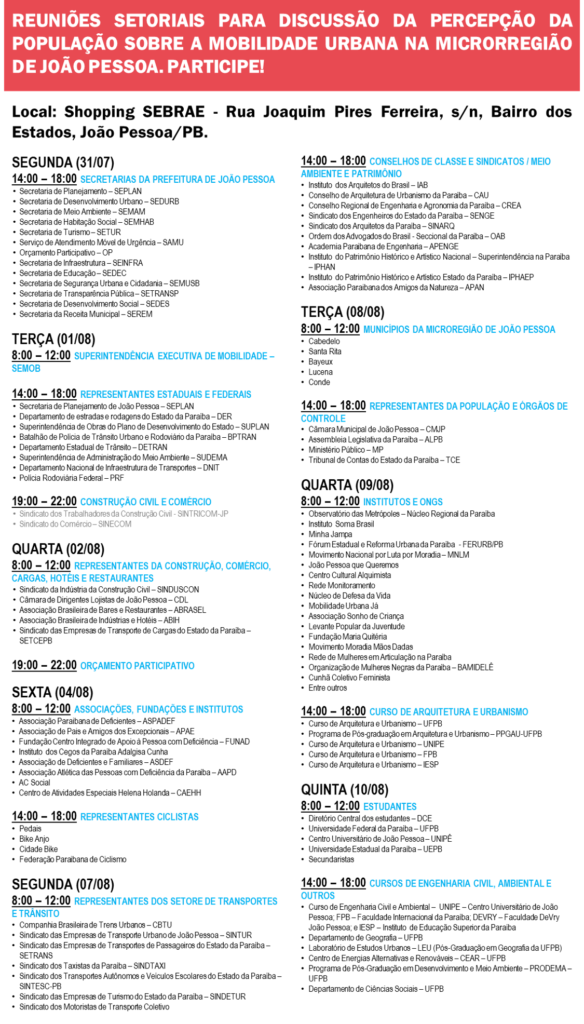 REUNIÕES SETORIAIS PARA DISCUSSÃO DA PERCEPÇÃO DA
POPULAÇÃO SOBRE A MOBILIDADE URBANA NA MICRORREGIÃO
DE JOÃO PESSOA. PARTICIPE!
Local: Shopping SEBRAE - Rua Joaquim Pires Ferreira, s/n, Bairro dos
Estados, João Pessoa/PB.
SEGUNDA (31/07)
14:00 – 18:00 SECRETARIAS DA PREFEITURA DE JOÃO PESSOA
• Secretaria de Planejamento – SEPLAN
• Secretaria de Desenvolvimento Urbano – SEDURB
• Secretaria de Meio Ambiente – SEMAM
• Secretaria de Habitação Social – SEMHAB
• Secretaria de Turismo – SETUR
• Serviço de Atendimento Móvel de Urgência – SAMU
• Orçamento Participativo – OP
• Secretaria de Infraestrutura – SEINFRA
• Secretaria de Educação – SEDEC
• Secretaria de Segurança Urbana e Cidadania – SEMUSB
• Secretaria de Transparência Pública – SETRANSP
• Secretaria de Desenvolvimento Social – SEDES
• Secretaria da Receita Municipal – SEREM
TERÇA (01/08)
8:00 – 12:00 SUPERINTENDÊNCIA EXECUTIVA DE MOBILIDADE –
SEMOB
14:00 – 18:00 REPRESENTANTES ESTADUAIS E FEDERAIS
• Secretaria de Planejamento de João Pessoa – SEPLAN
• Departamento de estradas e rodagens do Estado da Paraíba – DER
• Superintendência de Obras do Plano de Desenvolvimento do Estado – SUPLAN
• Batalhão de Polícia de Trânsito Urbano e Rodoviário da Paraíba – BPTRAN
• Departamento Estadual de Trânsito – DETRAN
• Superintendência de Administração do Meio Ambiente – SUDEMA
• Departamento Nacional de Infraestrutura de Transportes – DNIT
• Polícia Rodoviária Federal – PRF
19:00 – 22:00 CONSTRUÇÃO CIVIL E COMÉRCIO
• Sindicato dos Trabalhadores da Construção Civil - SINTRICOM-JP
• Sindicato do Comércio – SINECOM
QUARTA (02/08)
8:00 – 12:00 REPRESENTANTES DA CONSTRUÇÃO, COMÉRCIO,
CARGAS, HOTÉIS E RESTAURANTES
• Sindicato da Indústria da Construção Civil – SINDUSCON
• Câmara de Dirigentes Lojistas de João Pessoa – CDL
• Associação Brasileira de Bares e Restaurantes – ABRASEL
• Associação Brasileira de Indústrias e Hotéis – ABIH
• Sindicato das Empresas de Transporte de Cargas do Estado da Paraíba –
SETCEPB
19:00 – 22:00 ORÇAMENTO PARTICIPATIVO
SEXTA (04/08)
8:00 – 12:00 ASSOCIAÇÕES, FUNDAÇÕES E INSTITUTOS
• Associação Paraibana de Deficientes – ASPADEF
• Associação de Pais e Amigos dos Excepcionais – APAE
• Fundação Centro Integrado de Apoio à Pessoa com Deficiência – FUNAD
• Instituto dos Cegos da Paraíba Adalgisa Cunha
• Associação de Deficientes e Familiares – ASDEF
• Associação Atlética das Pessoas com Deficiência da Paraíba – AAPD
• AC Social
• Centro de Atividades Especiais Helena Holanda – CAEHH
14:00 – 18:00 REPRESENTANTES CICLISTAS
• Pedais
• Bike Anjo
• Cidade Bike
• Federação Paraibana de Ciclismo
SEGUNDA (07/08)
8:00 – 12:00 REPRESENTANTES DOS SETORE DE TRANSPORTES
E TRÂNSITO
• Companhia Brasileira de Trens Urbanos – CBTU
• Sindicato das Empresas de Transporte Urbano de João Pessoa – SINTUR
• Sindicato das Empresas de Transportes de Passageiros do Estado da Paraíba –
SETRANS
• Sindicato dos Taxistas da Paraíba – SINDTAXI
• Sindicato dos Transportes Autônomos e Veículos Escolares do Estado da Paraíba –
SINTESC-PB
• Sindicato das Empresas de Turismo do Estado da Paraíba – SINDETUR
• Sindicato dos Motoristas de Transporte Coletivo
14:00 – 18:00 CONSELHOS DE CLASSE E SINDICATOS / MEIO
AMBIENTE E PATRIMÔNIO
• Instituto dos Arquitetos do Brasil – IAB
• Conselho de Arquitetura de Urbanismo da Paraíba – CAU
• Conselho Regional de Engenharia e Agronomia da Paraíba – CREA
• Sindicato dos Engenheiros do Estado da Paraíba – SENGE
• Sindicato dos Arquitetos da Paraíba – SINARQ
• Ordem dos Advogados do Brasil - Seccional da Paraíba – OAB
• Academia Paraibana de Engenharia – APENGE
• Instituto do Patrimônio Histórico e Artístico Nacional – Superintendência na Paraíba
– IPHAN
• Instituto do Patrimônio Histórico e Artístico Estado da Paraíba – IPHAEP
• Associação Paraibana dos Amigos da Natureza – APAN
TERÇA (08/08)
8:00 – 12:00 MUNICÍPIOS DA MICROREGIÃO DE JOÃO PESSOA
• Cabedelo
• Santa Rita
• Bayeux
• Lucena
• Conde
14:00 – 18:00 REPRESENTANTES DA POPULAÇÃO E ÓRGÃOS DE
CONTROLE
• Câmara Municipal de João Pessoa – CMJP
• Assembleia Legislativa da Paraíba – ALPB
• Ministério Público – MP
• Tribunal de Contas do Estado da Paraíba – TCE
QUARTA (09/08)
8:00 – 12:00 INSTITUTOS E ONGS
• Observatório das Metrópoles – Núcleo Regional da Paraíba
• Instituto Soma Brasil
• Minha Jampa
• Fórum Estadual e Reforma Urbana da Paraíba - FERURB/PB
• Movimento Nacional por Luta por Moradia – MNLM
• João Pessoa que Queremos
• Centro Cultural Alquimista
• Rede Monitoramento
• Núcleo de Defesa da Vida
• Mobilidade Urbana Já
• Associação Sonho de Criança
• Levante Popular da Juventude
• Fundação Maria Quitéria
• Movimento Moradia Mãos Dadas
• Rede de Mulheres em Articulação na Paraíba
• Organização de Mulheres Negras da Paraíba – BAMIDELÊ
• Cunhã Coletivo Feminista
• Entre outros
14:00 – 18:00 CURSO DE ARQUITETURA E URBANISMO
• Curso de Arquitetura e Urbanismo – UFPB
• Programa de Pós-graduação em Arquitetura e Urbanismo – PPGAU-UFPB
• Curso de Arquitetura e Urbanismo – UNIPE
• Curso de Arquitetura e Urbanismo – FPB
• Curso de Arquitetura e Urbanismo – IESP
QUINTA (10/08)
8:00 – 12:00 ESTUDANTES
• Diretório Central dos estudantes – DCE
• Universidade Federal da Paraíba – UFPB
• Centro Universitário de João Pessoa – UNIPÊ
• Universidade Estadual da Paraíba – UEPB
• Secundaristas
14:00 – 18:00 CURSOS DE ENGENHARIA CIVIL, AMBIENTAL E
OUTROS
• Curso de Engenharia Civil e Ambiental – UNIPE – Centro Universitário de João
Pessoa; FPB – Faculdade Internacional da Paraíba; DEVRY – Faculdade DeVry
João Pessoa; e IESP – Instituto de Educação Superior da Paraíba
• Departamento de Geografia – UFPB
• Laboratório de Estudos Urbanos – LEU (Pós-Graduação em Geografia da UFPB)
• Centro de Energias Alternativas e Renováveis – CEAR – UFPB
• Programa de Pós-Graduação em Desenvolvimento e Meio Ambiente – PRODEMA –
UFPB
• Departamento de Ciências Sociais – UFPB